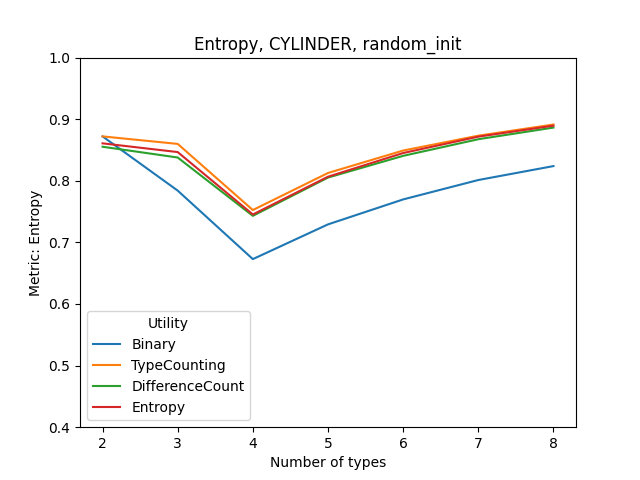 Entropy, CYLINDER, random_init
1.0
0.9
0.8
0.7
0.6
0.5
0.4
Metric: Entropy
Utility
Binary
TypeCounting
DifferenceCount
Entropy
2 3 4 5 6 7 8
Number of types